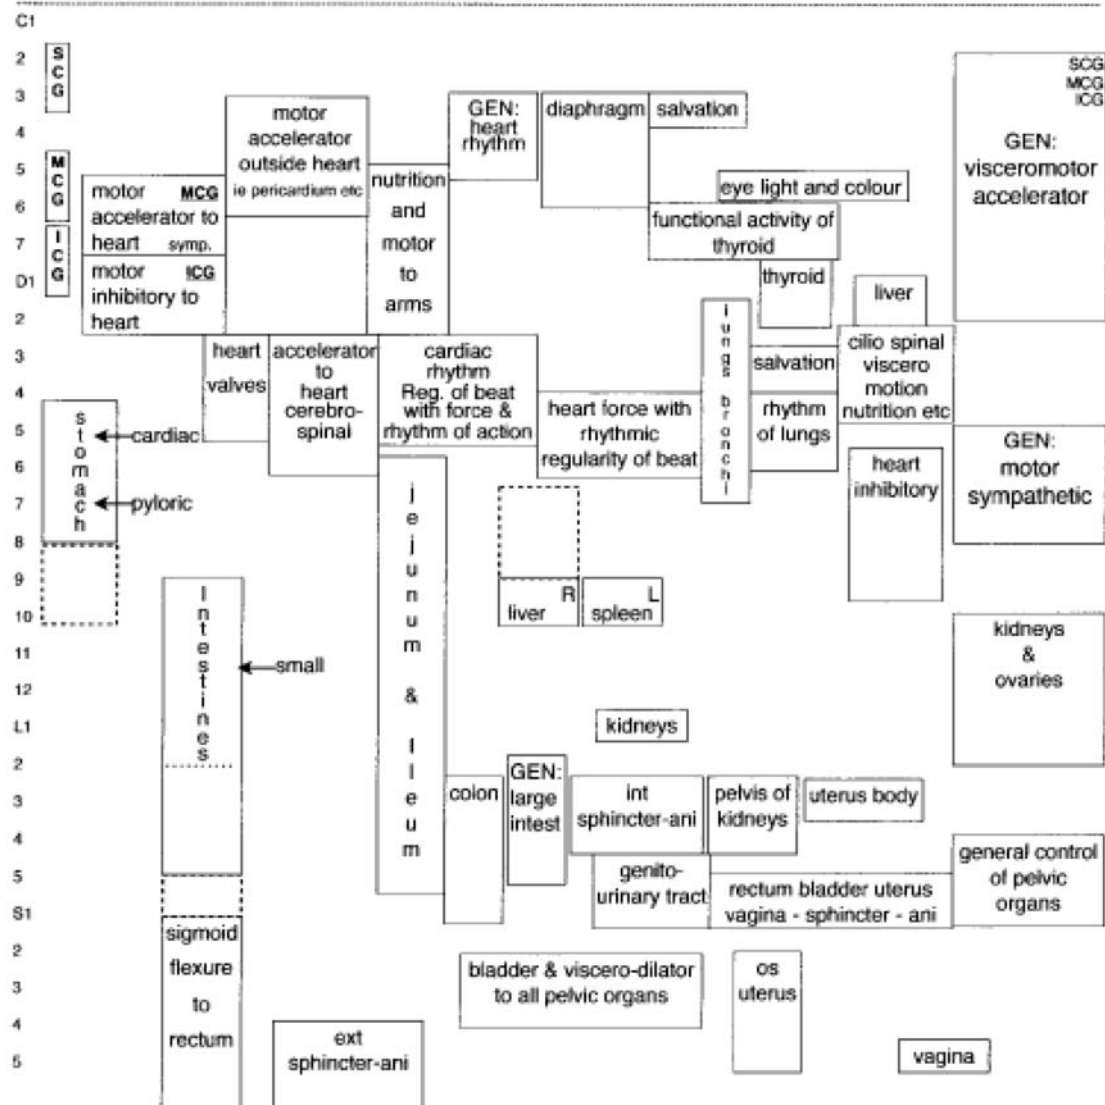 C1
2
3
4
5
6
7
D1
2
3
4
5
6
7
8
9
10
11
12
L1
2
3
4
5
S1
2
3
4
5
SCG
MCG
ICG
motor MCG
accelerator to
heart symp.
motor ICG
inhibitory to
heart
motor
accelerator
outside heart
ie pericardium etc
nutrition
and
motor
to
arms
GEN:
heart
rhythm
diaphragm
salvation
eye light and colour
functional activity of
thyroid
thyroid
liver
SCG
MCG
ICG
GEN:
visceromotor
accelerator
heart
valves
accelerator
to
heart
cerebro-
spinal
cardiac
rhythm
Reg. of beat
with force &
rhythm of action
heart force with
rhythmic
regularity of beat
lungs bronchi
salvation
rhythm
of lungs
cilio spinal
viscero
motion
nutrition etc
heart
inhibitory
GEN:
motor
sympathetic
stomach
cardiac
pyloric
Intestines
small
jejunum & Ileum
R
liver
L
spleen
kidneys
&
ovaries
kidneys
colon
GEN:
large
intest
int
sphincter-ani
pelvis of
kidneys
uterus body
genito-
urinary tract
rectum bladder uterus
vagina - sphincter - ani
general control
of pelvic
organs
sigmoid
flexure
to
rectum
bladder & viscero-dilator
to all pelvic organs
os
uterus
ext
sphincter-ani
vagina